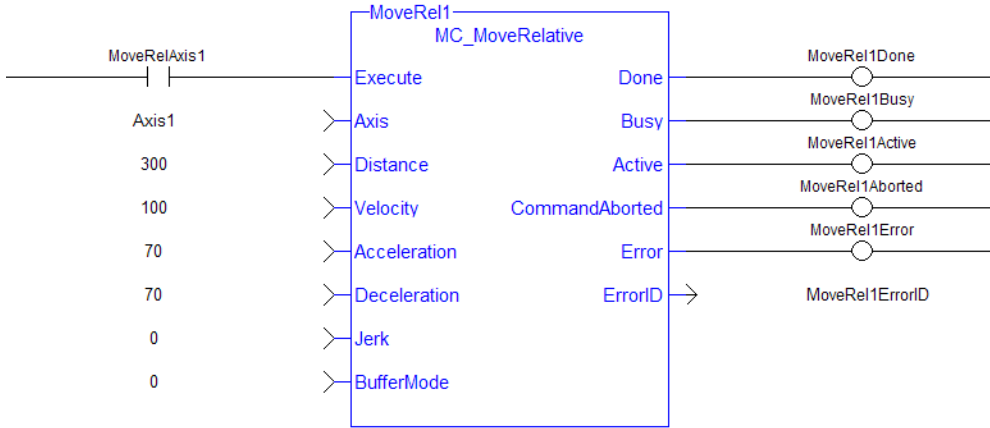 MoveRel1
MC_MoveRelative
MoveRelAxis1 Execute Done MoveRel1Done
Axis1 Axis Busy MoveRel1Busy
300 Distance Active MoveRel1Active
100 Velocity CommandAborted MoveRel1Aborted
70 Acceleration Error MoveRel1Error
70 Deceleration ErrorID MoveRel1ErrorID
0 Jerk
0 BufferMode